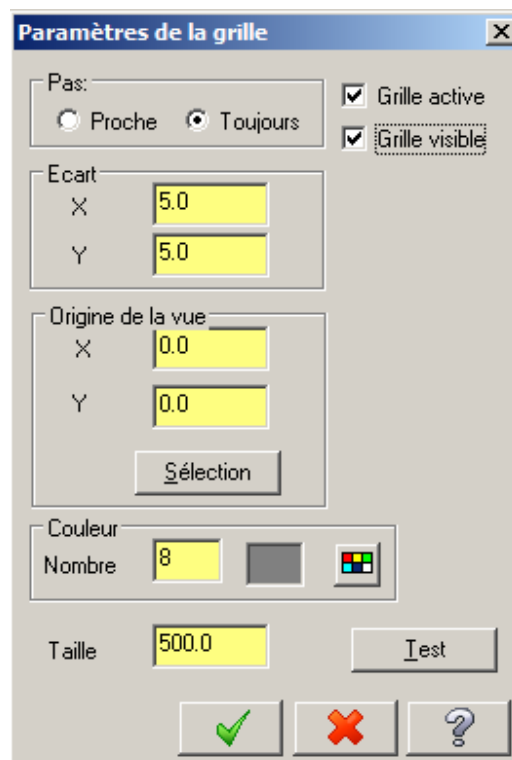 Paramètres de la grille
Pas:
Proche Toujours
Grille active
Grille visible
Ecart
X 5.0
Y 5.0
Origine de la vue
X 0.0
Y 0.0
Sélection
Couleur
Nombre 8
Taille 500.0
Test